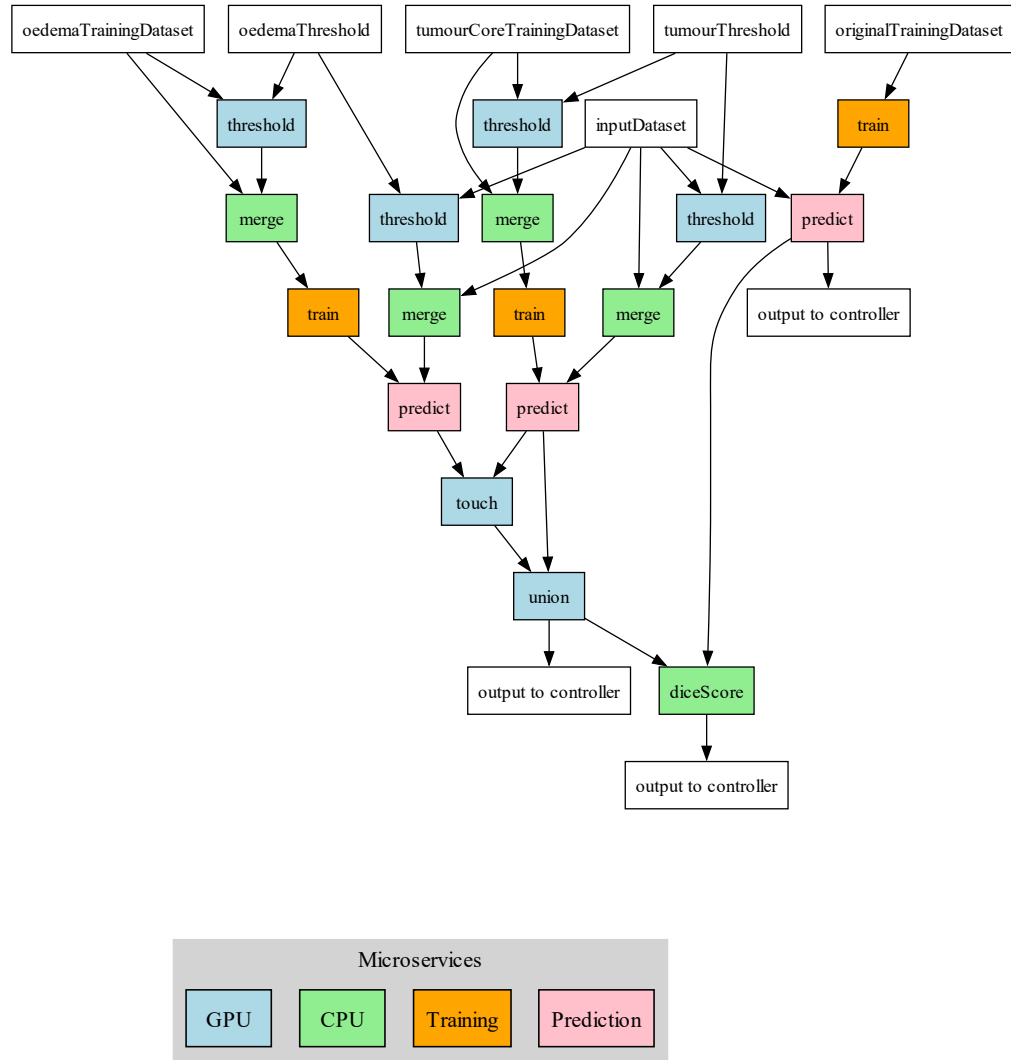 oedemaTrainingDataset
oedemaThreshold
tumourCoreTrainingDataset
tumourThreshold
originalTrainingDataset
threshold
threshold
inputDataset
train
merge
threshold
merge
threshold
predict
train
merge
train
merge
output to controller
predict
predict
touch
union
output to controller
diceScore
output to controller
Microservices
GPU
CPU
Training
Prediction